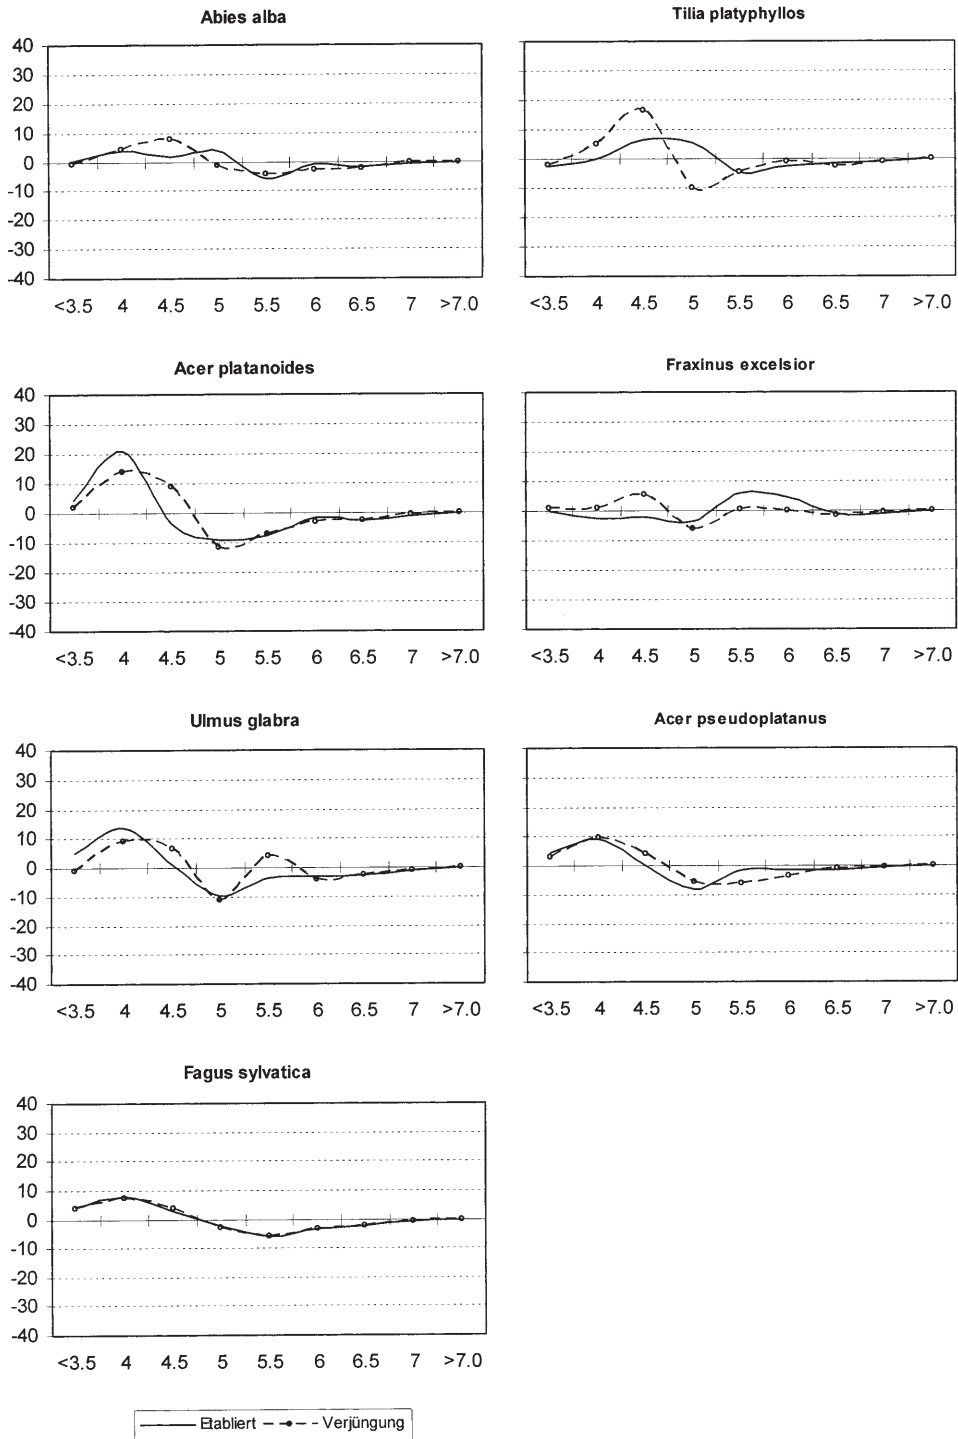 Abies alba
40
30
20
10
0
-10
-20
-30
-40
<3.5 4 4.5 5 5.5 6 6.5 7 >7.0
Tilia platyphyllos
<3.5 4 4.5 5 5.5 6 6.5 7 >7.0
Acer platanoides
40
30
20
10
0
-10
-20
-30
-40
<3.5 4 4.5 5 5.5 6 6.5 7 >7.0
Fraxinus excelsior
<3.5 4 4.5 5 5.5 6 6.5 7 >7.0
Ulmus glabra
40
30
20
10
0
-10
-20
-30
-40
<3.5 4 4.5 5 5.5 6 6.5 7 >7.0
Acer pseudoplatanus
<3.5 4 4.5 5 5.5 6 6.5 7 >7.0
Fagus sylvatica
40
30
20
10
0
-10
-20
-30
-40
<3.5 4 4.5 5 5.5 6 6.5 7 >7.0
Etabliert Verjüngung